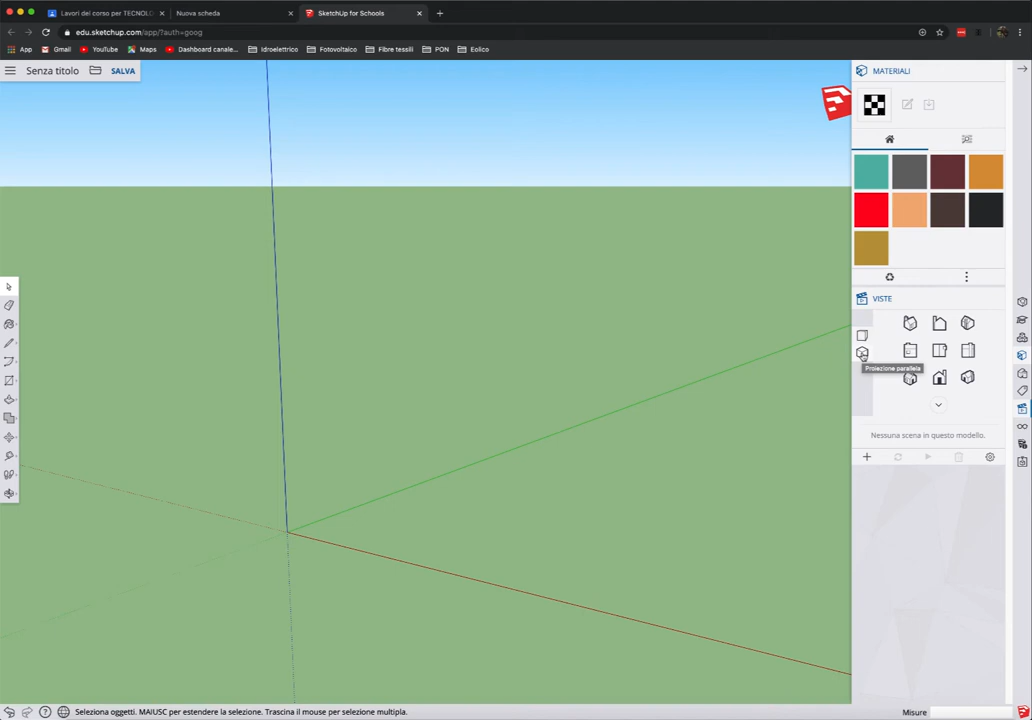 Lavori del corso per TECNOLO
Nuova scheda
SketchUp for Schools
edu.sketchup.com/app/?auth=goog
App
Gmail
YouTube
Maps
Dashboard canale...
Idroelettrico
Fotovoltaico
Fibre tessili
PON
Eolico
Senza titolo
SALVA
MATERIALI
VISTE
Proiezione parallela
Nessuna scena in questo modello.
Seleziona oggetti. MAIUSC per estendere la selezione. Trascina il mouse per selezione multipla.
Misure